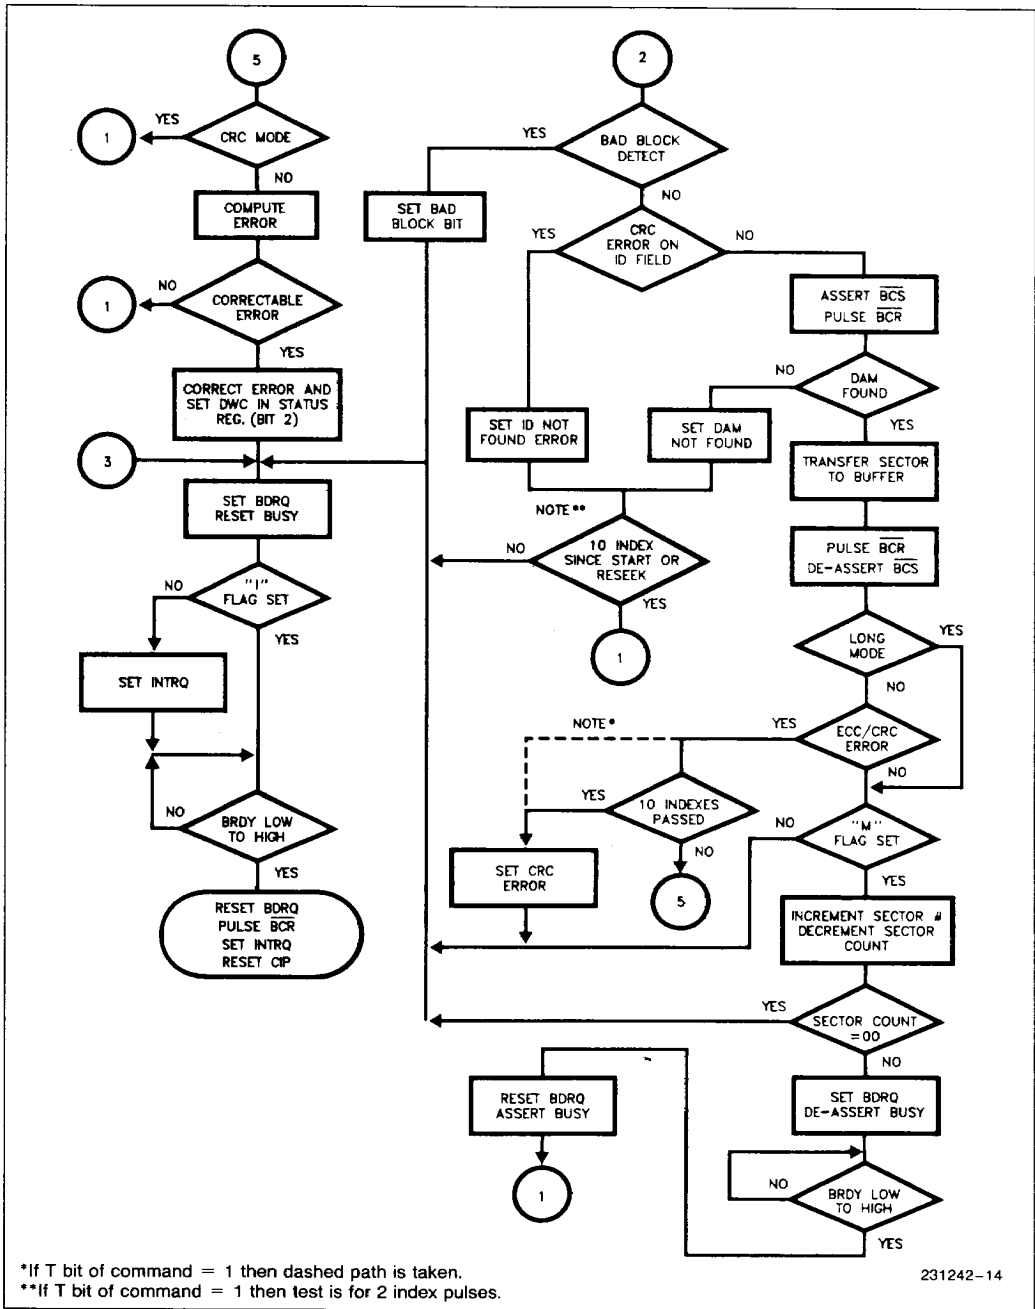 5
YES
1
CRC MODE
NO
COMPUTE
ERROR
NO
1
CORRECTABLE
ERROR
YES
CORRECT ERROR AND
SET DWC IN STATUS
REG. (BIT 2)
3
SET BDRQ
RESET BUSY
NO
"I"
FLAG SET
YES
SET INTRQ
NO
BRDY LOW
TO HIGH
YES
RESET BDRQ
PULSE BCR
SET INTRQ
RESET CIP
2
YES
BAD BLOCK
DETECT
NO
SET BAD
BLOCK BIT
YES
CRC
ERROR ON
ID FIELD
NO
ASSERT BCS
PULSE BCR
NO
DAM
FOUND
YES
SET ID NOT
FOUND ERROR
SET DAM
NOT FOUND
TRANSFER SECTOR
TO BUFFER
NOTE**
NO
10 INDEX
SINCE START OR
RESEEK
YES
1
PULSE BCR
DE-ASSERT BCS
LONG
MODE
YES
NO
NOTE*
YES
ECC/CRC
ERROR
NO
YES
10 INDEXES
PASSED
NO
5
SET CRC
ERROR
NO
"M"
FLAG SET
YES
INCREMENT SECTOR #
DECREMENT SECTOR
COUNT
YES
SECTOR COUNT
=00
NO
SET BDRQ
DE-ASSERT BUSY
NO
BRDY LOW
TO HIGH
YES
RESET BDRQ
ASSERT BUSY
1
*If T bit of command = 1 then dashed path is taken.
**If T bit of command = 1 then test is for 2 index pulses.
231242-14